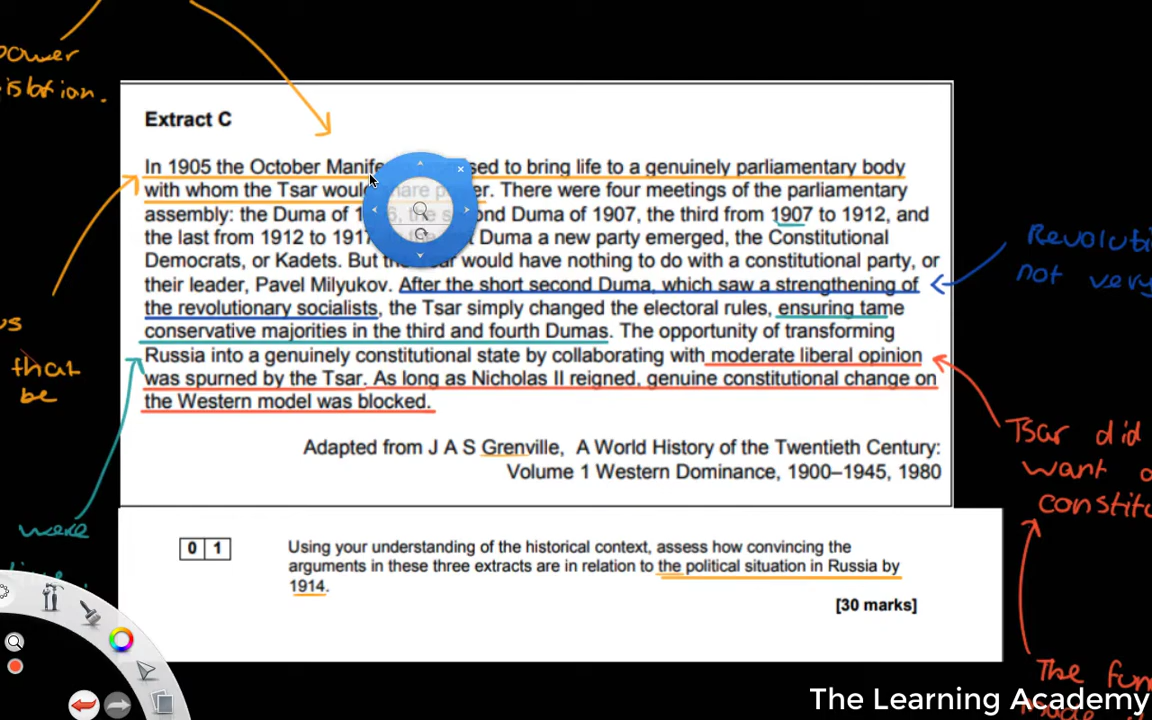 power
islation.
Extract C
In 1905 the October Manife sed to bring life to a genuinely parliamentary body
with whom the Tsar would share power. There were four meetings of the parliamentary
assembly: the Duma of 1906, the second Duma of 1907, the third from 1907 to 1912, and
the last from 1912 to 1917 Duma a new party emerged, the Constitutional
Democrats, or Kadets. But the Tsar would have nothing to do with a constitutional party, or
their leader, Pavel Milyukov. After the short second Duma, which saw a strengthening of
the revolutionary socialists, the Tsar simply changed the electoral rules, ensuring tame
conservative majorities in the third and fourth Dumas. The opportunity of transforming
Russia into a genuinely constitutional state by collaborating with moderate liberal opinion
was spurned by the Tsar. As long as Nicholas II reigned, genuine constitutional change on
the Western model was blocked.
Adapted from J A S Grenville, A World History of the Twentieth Century:
Volume 1 Western Dominance, 1900–1945, 1980
Revoluti
not very
us
that
be
Tsar did
want
constit
were
0 1
Using your understanding of the historical context, assess how convincing the
arguments in these three extracts are in relation to the political situation in Russia by
1914.
[30 marks]
The fun
The Learning Academy